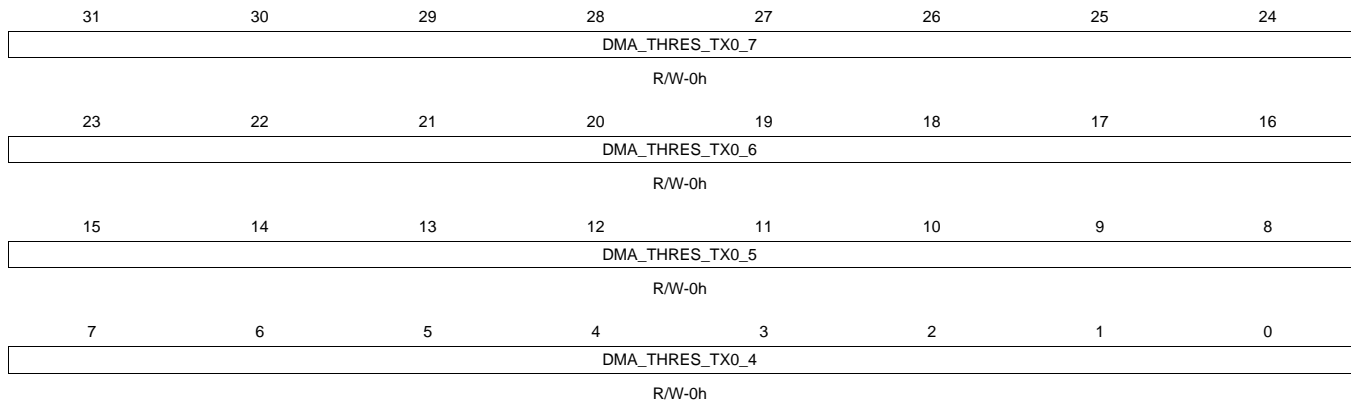 31 30 29 28 27 26 25 24
DMA_THRES_TX0_7
R/W-0h
23 22 21 20 19 18 17 16
DMA_THRES_TX0_6
R/W-0h
15 14 13 12 11 10 9 8
DMA_THRES_TX0_5
R/W-0h
7 6 5 4 3 2 1 0
DMA_THRES_TX0_4
R/W-0h